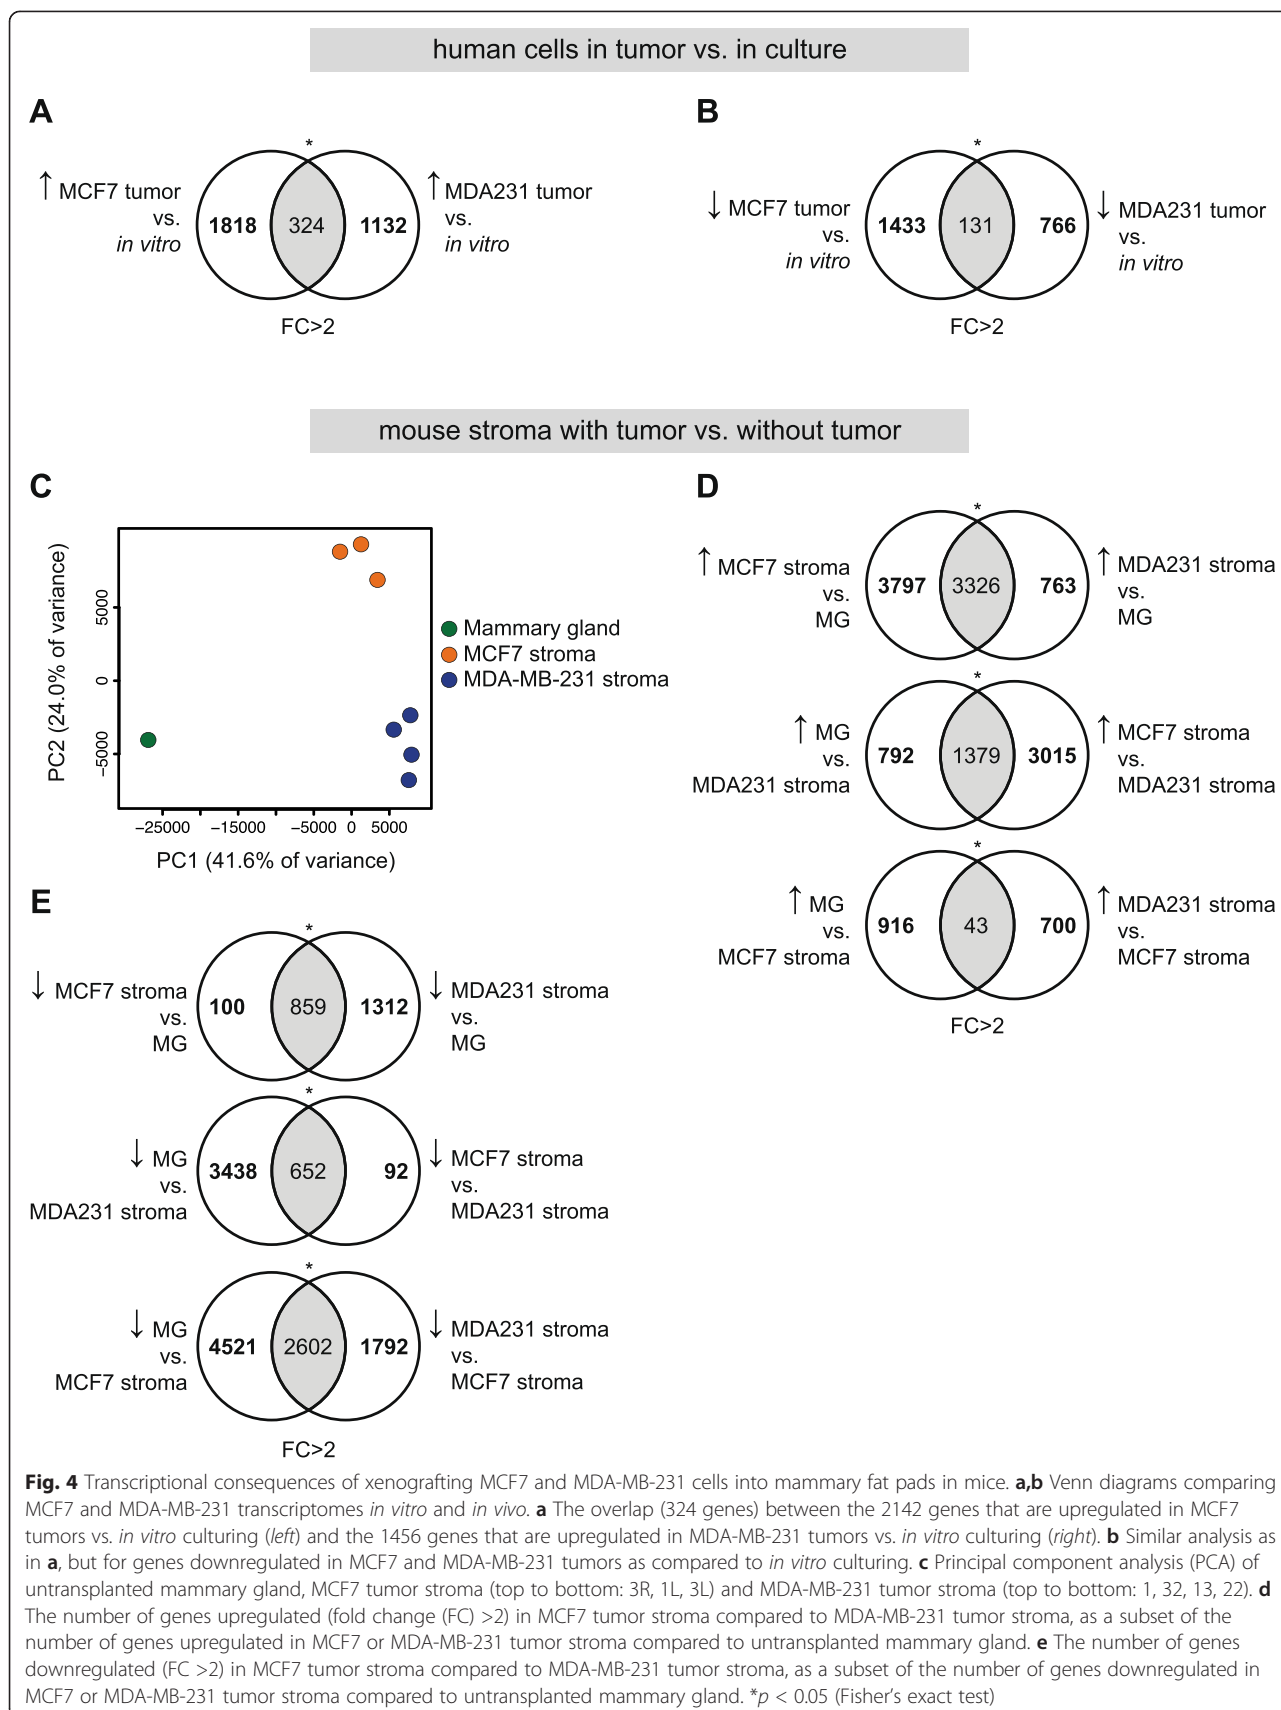 human cells in tumor vs. in culture
A
*
↑ MCF7 tumor
vs.
in vitro
1818
324
1132
↑ MDA231 tumor
vs.
in vitro
FC>2
B
*
↓ MCF7 tumor
vs.
in vitro
1433
131
766
↓ MDA231 tumor
vs.
in vitro
FC>2
mouse stroma with tumor vs. without tumor
C
PC2 (24.0% of variance)
5000
0
−5000
−25000
−15000
−5000
0
5000
PC1 (41.6% of variance)
Mammary gland
MCF7 stroma
MDA-MB-231 stroma
D
*
↑ MCF7 stroma
vs.
MG
3797
3326
763
↑ MDA231 stroma
vs.
MG
*
↑ MG
vs.
MDA231 stroma
792
1379
3015
↑ MCF7 stroma
vs.
MDA231 stroma
*
↑ MG
vs.
MCF7 stroma
916
43
700
↑ MDA231 stroma
vs.
MCF7 stroma
FC>2
E
*
↓ MCF7 stroma
vs.
MG
100
859
1312
↓ MDA231 stroma
vs.
MG
*
↓ MG
vs.
MDA231 stroma
3438
652
92
↓ MCF7 stroma
vs.
MDA231 stroma
*
↓ MG
vs.
MCF7 stroma
4521
2602
1792
↓ MDA231 stroma
vs.
MCF7 stroma
FC>2
Fig. 4 Transcriptional consequences of xenografting MCF7 and MDA-MB-231 cells into mammary fat pads in mice. a,b Venn diagrams comparing
MCF7 and MDA-MB-231 transcriptomes in vitro and in vivo. a The overlap (324 genes) between the 2142 genes that are upregulated in MCF7
tumors vs. in vitro culturing (left) and the 1456 genes that are upregulated in MDA-MB-231 tumors vs. in vitro culturing (right). b Similar analysis as
in a, but for genes downregulated in MCF7 and MDA-MB-231 tumors as compared to in vitro culturing. c Principal component analysis (PCA) of
untransplanted mammary gland, MCF7 tumor stroma (top to bottom: 3R, 1L, 3L) and MDA-MB-231 tumor stroma (top to bottom: 1, 32, 13, 22). d
The number of genes upregulated (fold change (FC) >2) in MCF7 tumor stroma compared to MDA-MB-231 tumor stroma, as a subset of the
number of genes upregulated in MCF7 or MDA-MB-231 tumor stroma compared to untransplanted mammary gland. e The number of genes
downregulated (FC >2) in MCF7 tumor stroma compared to MDA-MB-231 tumor stroma, as a subset of the number of genes downregulated in
MCF7 or MDA-MB-231 tumor stroma compared to untransplanted mammary gland. *p < 0.05 (Fisher's exact test)